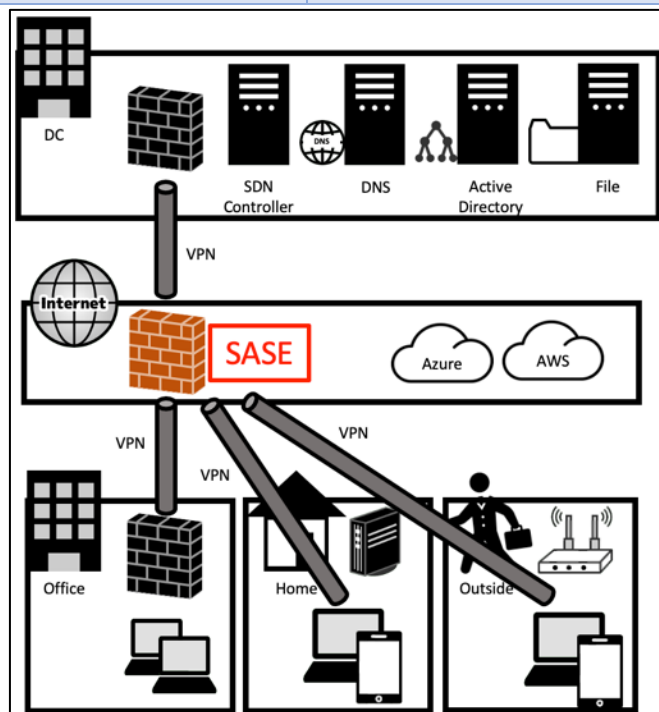 DC
SDN
Controller
DNS
DNS
Active
Directory
File
VPN
Internet
SASE
Azure
AWS
VPN
VPN
VPN
Office
Home
Outside